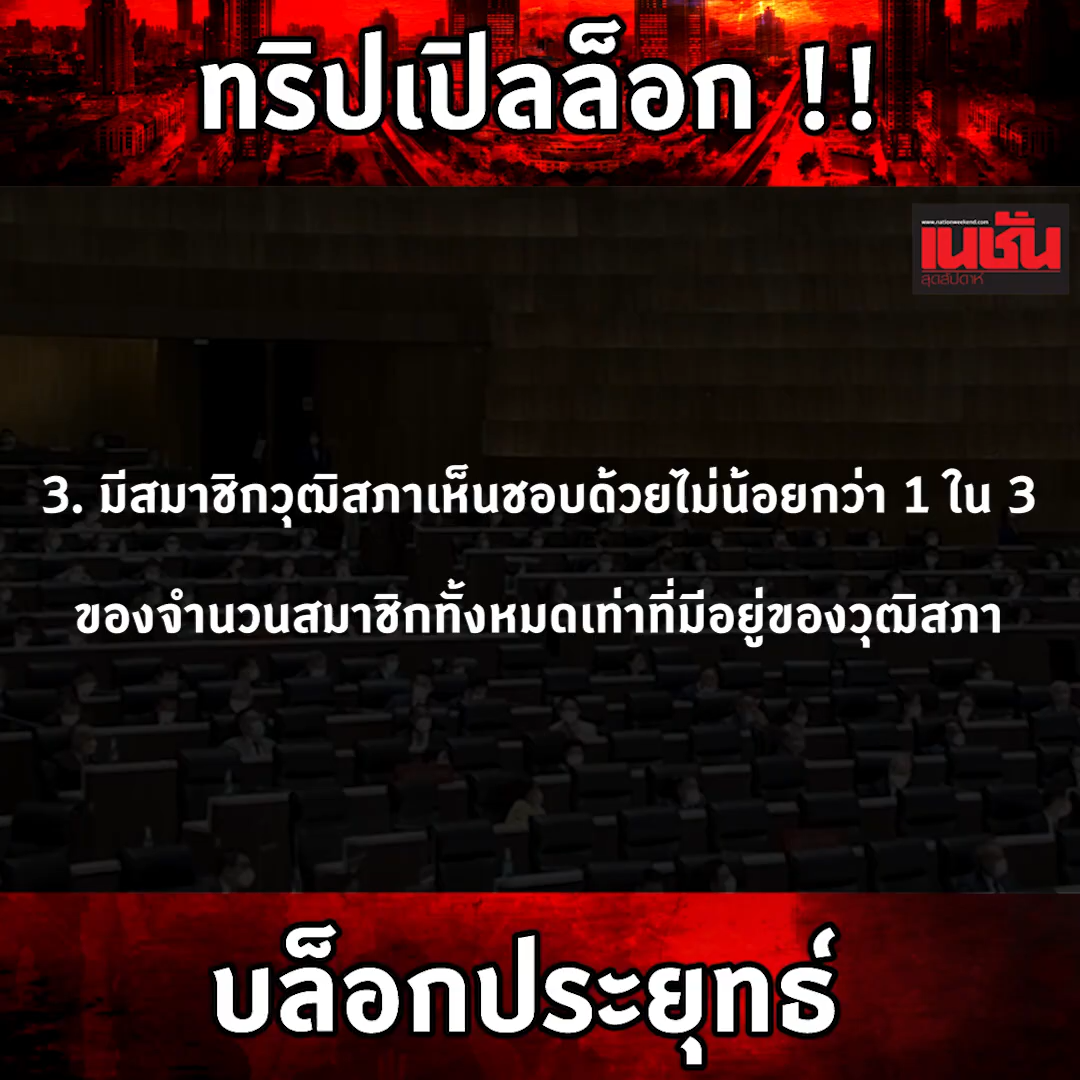 ทริปเปิลล็อก !!
www.nationweekend.com
เนชั่น
สุดสัปดาห์
3. มีสมาชิกวุฒิสภาเห็นชอบด้วยไม่น้อยกว่า 1 ใน 3
ของจำนวนสมาชิกทั้งหมดเท่าที่มีอยู่ของวุฒิสภา
บล็อกประยุทธ์